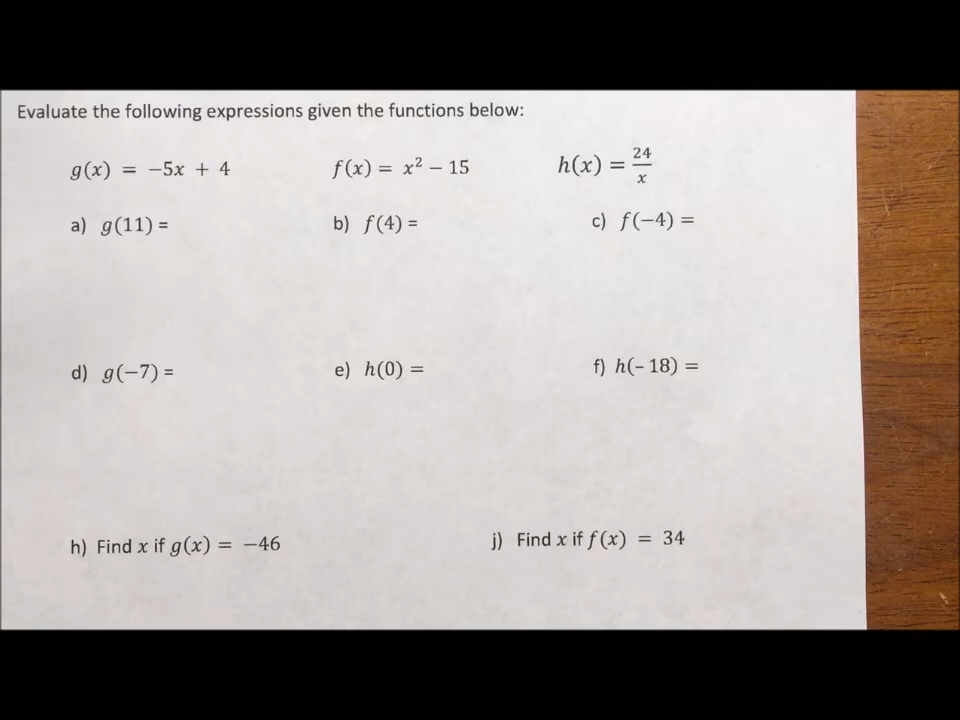 Evaluate the following expressions given the functions below:
g(x) = −5x + 4 f(x) = x² − 15 h(x) = 24/x
a) g(11) = b) f(4) = c) f(−4) =
d) g(−7) = e) h(0) = f) h(− 18) =
h) Find x if g(x) = −46 j) Find x if f(x) = 34